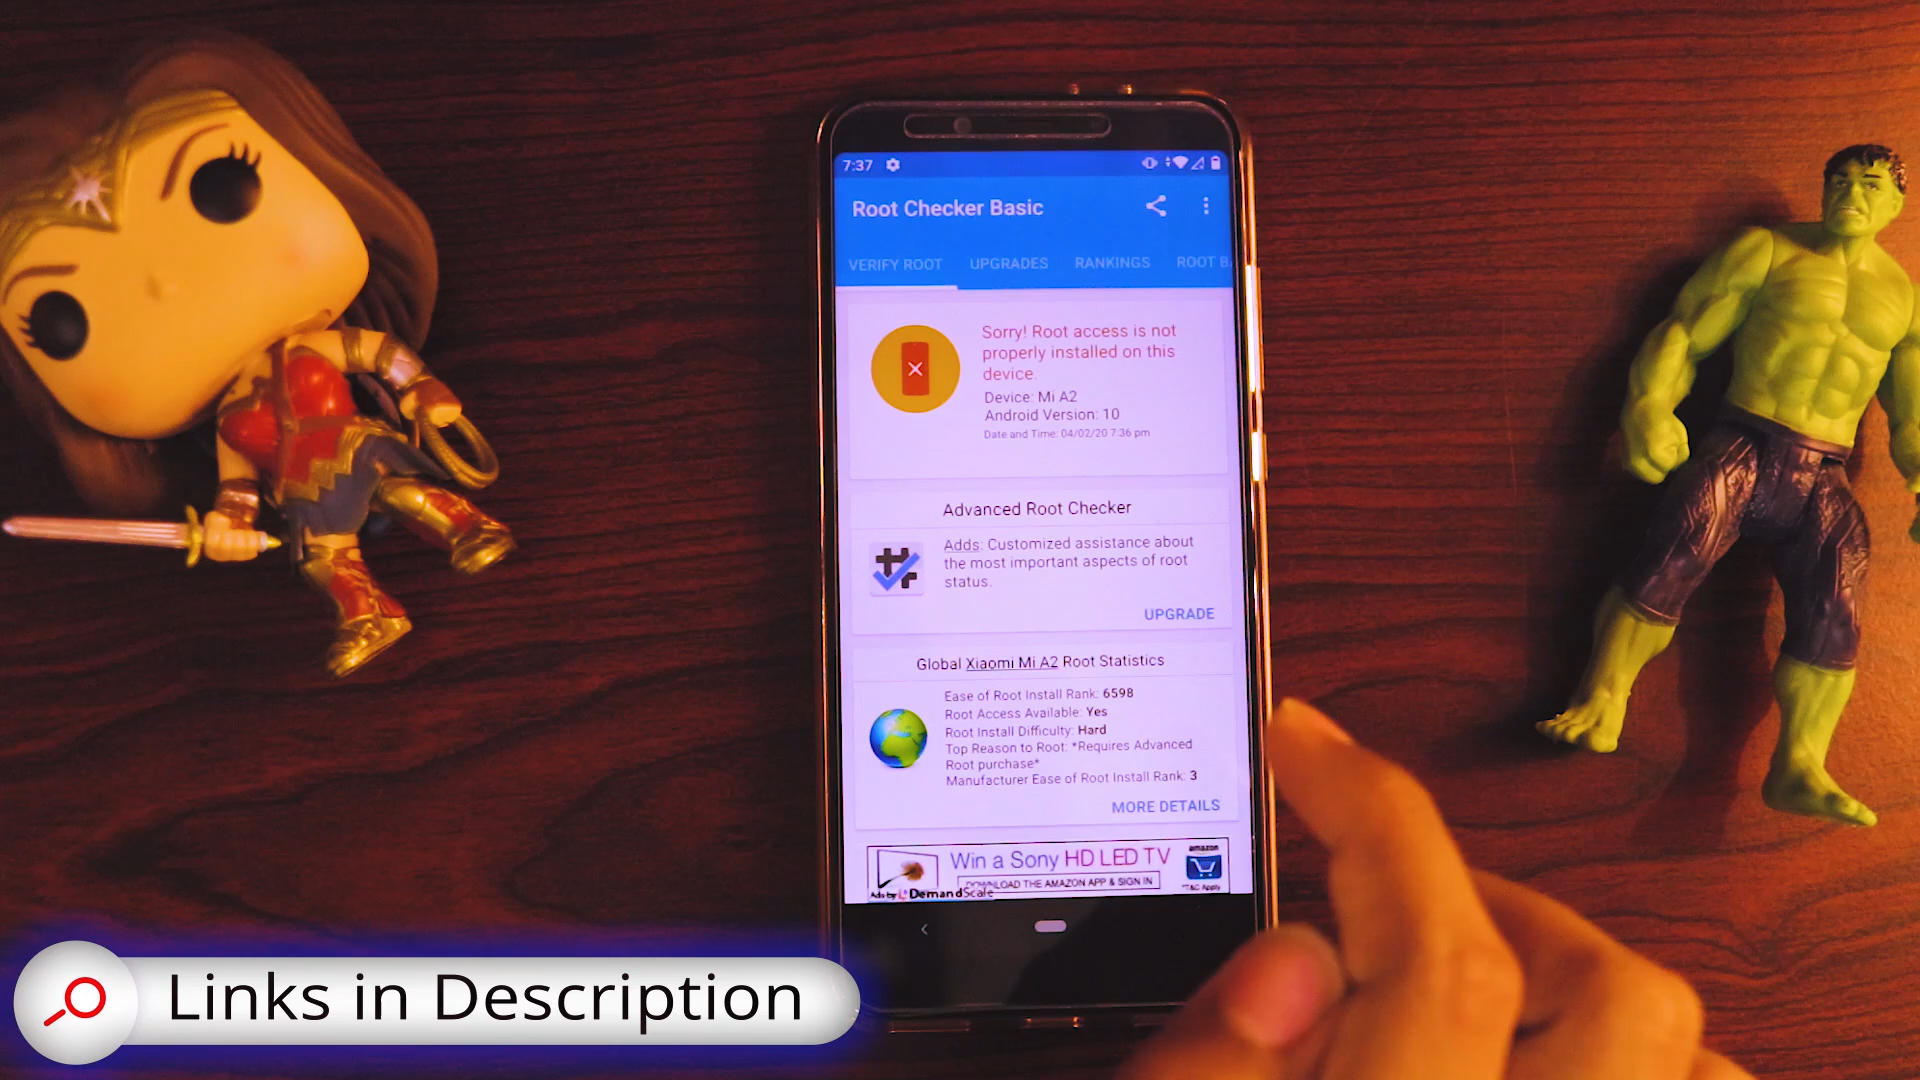 7:37
Root Checker Basic
VERIFY ROOT UPGRADES RANKINGS ROOT B
Sorry! Root access is not
properly installed on this
device.
Device: Mi A2
Android Version: 10
Date and Time: 04/02/20 7:36 pm
Advanced Root Checker
Adds: Customized assistance about
the most important aspects of root
status.
UPGRADE
Global Xiaomi Mi A2 Root Statistics
Ease of Root Install Rank: 6598
Root Access Available: Yes
Root Install Difficulty: Hard
Top Reason to Root: *Requires Advanced
Root purchase*
Manufacturer Ease of Root Install Rank: 3
MORE DETAILS
Win a Sony HD LED TV
DOWNLOAD THE AMAZON APP & SIGN IN
amazon
*T&C Apply
Ads by DemandScale
Links in Description